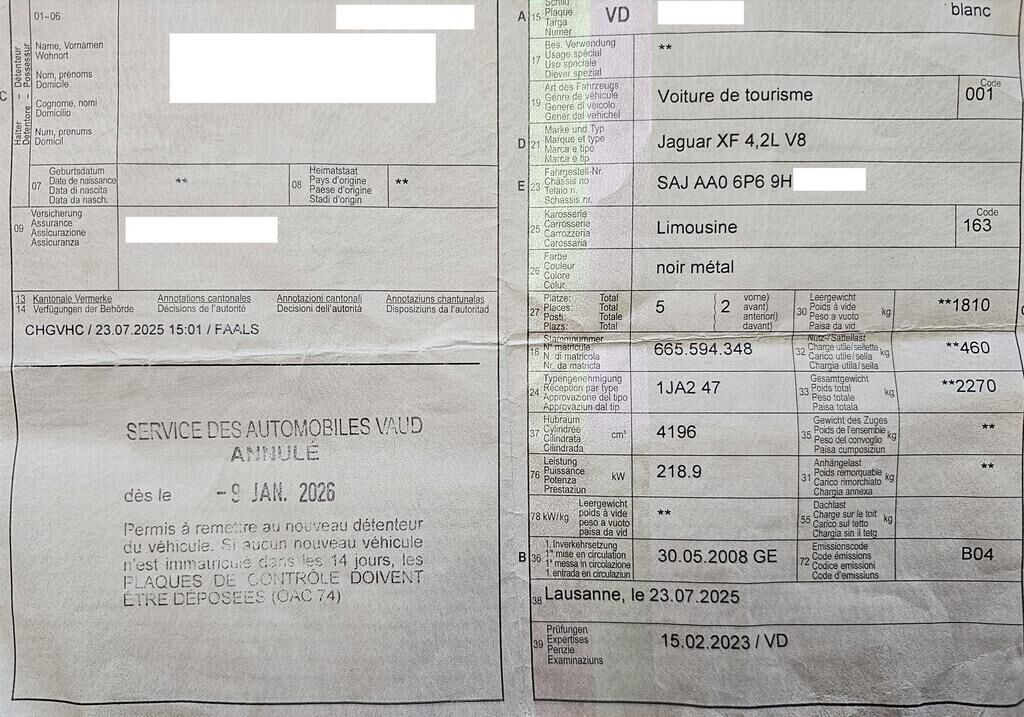 01-06
C
Halter – Détenteur
Detentore – Possessur
Name, Vornamen
Wohnort
Nom, prénoms
Domicile
Cognome, nomi
Domicilio
Num, prenums
Domicil
07
Geburtsdatum
Date de naissance
Data di nascita
Data da nasch.
**
08
Heimatstaat
Pays d'origine
Paese d'origine
Stadi d'origin
**
09
Versicherung
Assurance
Assicurazione
Assicuranza
13 Kantonale Vermerke Annotations cantonales Annotazioni cantonali Annotaziuns chantunalas
14 Verfügungen der Behörde Décisions de l'autorité Decisioni dell'autorità Disposiziuns da l'autoritad
CHGVHC / 23.07.2025 15:01 / FAALS
SERVICE DES AUTOMOBILES VAUD
ANNULÉ
dès le - 9 JAN. 2026
Permis à remettre au nouveau détenteur
du véhicule. Si aucun nouveau véhicule
n'est immatriculé dans les 14 jours, les
PLAQUES DE CONTRÔLE DOIVENT
ÊTRE DÉPOSÉES (OAC 74)
A 15
Schild
Plaque
Targa
Numer
VD
blanc
17
Bes. Verwendung
Usage spécial
Uso speciale
Diever spezial
**
19
Art des Fahrzeugs
Genre de véhicule
Genere di veicolo
Gener dal vehichel
Voiture de tourisme
Code
001
D 21
Marke und Typ
Marque et type
Marca e tipo
Marca e tip
Jaguar XF 4,2L V8
E 23
Fahrgestell-Nr.
Châssis no
Telaio n.
Schassis nr.
SAJ AA0 6P6 9H
25
Karosserie
Carrosserie
Carrozzeria
Carossaria
Limousine
Code
163
26
Farbe
Couleur
Colore
Colur
noir métal
27
Plätze: Total
Places: Total
Posti: Totale
Plazs: Total
5
2
vorne)
avant)
anteriori)
davant)
30
Leergewicht
Poids à vide
Peso a vuoto
Paisa da vid
kg
**1810
18
Stammnummer
N° matricule
N. di matricola
Nr. da matricla
665.594.348
32
Nutz-/Sattellast
Charge utile/sellette
Carico utile/sella
Chargia utila/sella
kg
**460
24
Typengenehmigung
Réception par type
Approvazione del tipo
Approvaziun dal tip
1JA2 47
33
Gesamtgewicht
Poids total
Peso totale
Paisa totala
kg
**2270
37
Hubraum
Cylindrée
Cilindrata
Cilindrada
cm³
4196
35
Gewicht des Zuges
Poids de l'ensemble
Peso del convoglio
Paisa cumposiziun
kg
**
76
Leistung
Puissance
Potenza
Prestaziun
kW
218.9
31
Anhängelast
Poids remorquable
Carico rimorchiato
Chargia annexa
kg
**
78 kW/kg
Leergewicht
poids à vide
peso a vuoto
paisa da vid
**
55
Dachlast
Charge sur le toit
Carico sul tetto
Chargia sin il tetg
kg
B 36
1. Inverkehrsetzung
1re mise en circulation
1a messa in circolazione
1. entrada en circulaziun
30.05.2008 GE
72
Emissionscode
Code émissions
Codice emissioni
Code d'emissiuns
B04
38
Lausanne, le 23.07.2025
39
Prüfungen
Expertises
Perizie
Examinaziuns
15.02.2023 / VD